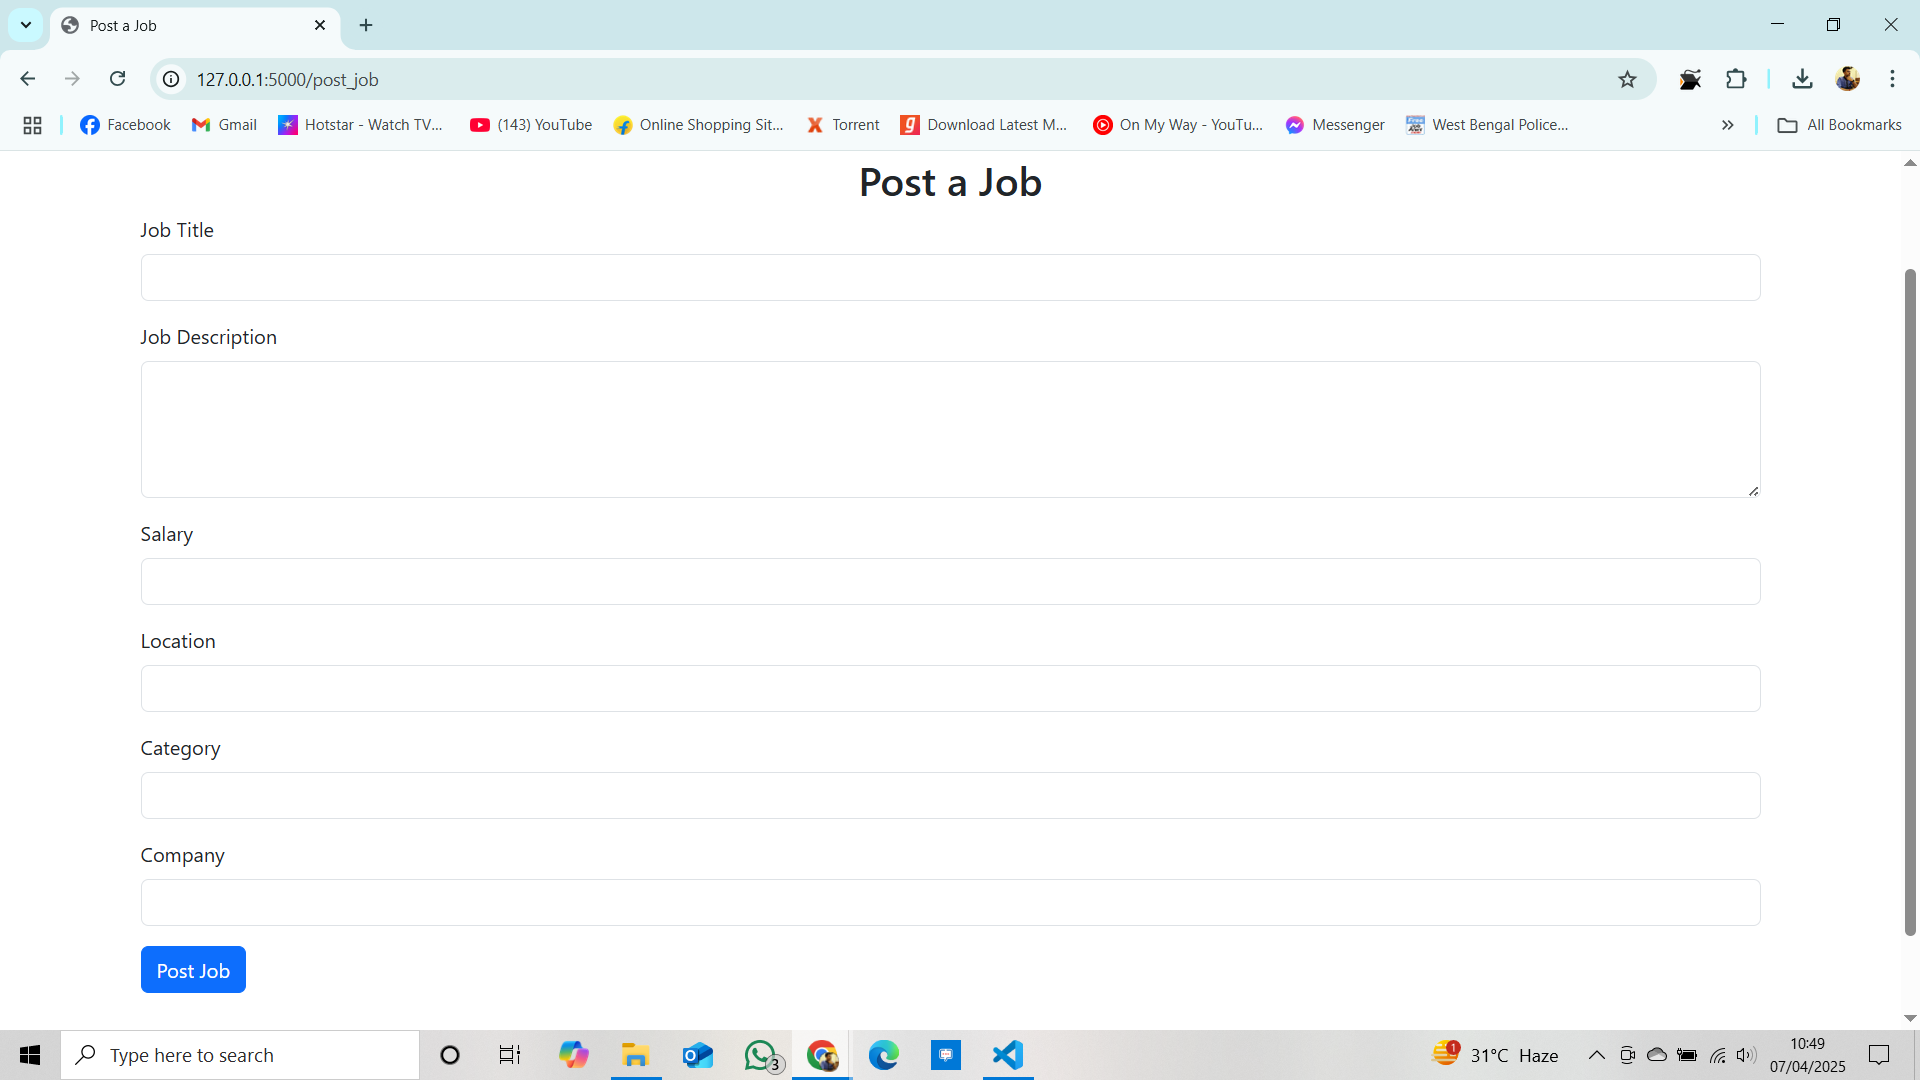 Post a Job
127.0.0.1:5000/post_job
Facebook Gmail Hotstar - Watch TV... (143) YouTube Online Shopping Sit... Torrent Download Latest M... On My Way - YouTu... Messenger West Bengal Police... All Bookmarks
Post a Job
Job Title
Job Description
Salary
Location
Category
Company
Post Job
Type here to search 3 1 31°C Haze 10:49
07/04/2025